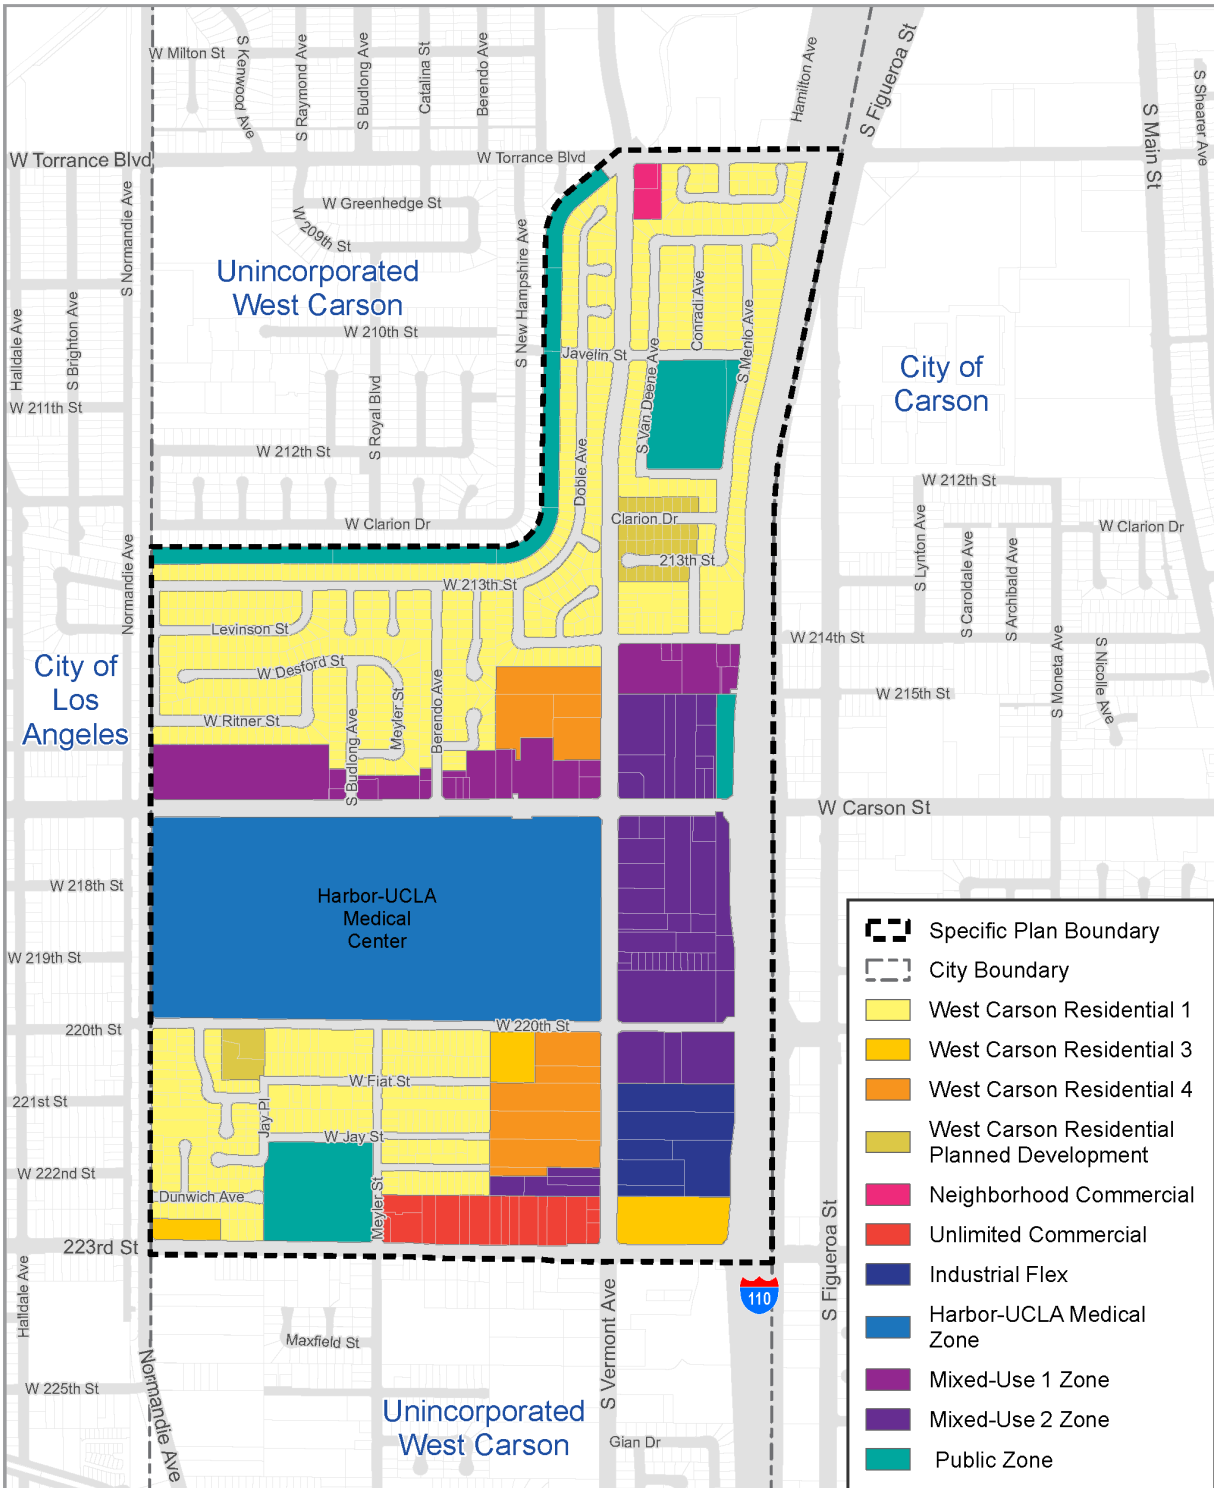 W Milton St
S Kenwood Ave
S Raymond Ave
S Budlong Ave
Catalina St
Berendo Ave
Hamilton Ave
S Figueroa St
S Main St
S Shearer Ave
W Torrance Blvd
W Torrance Blvd
S Normandie Ave
W Greenhedge St
W 209th St
S New Hampshire Ave
Unincorporated
West Carson
Halldale Ave
S Brighton Ave
W 210th St
Conradi Ave
S Menlo Ave
Javelin St
S Van Deene Ave
City of
Carson
W 211th St
S Royal Blvd
W 212th St
Doble Ave
W 212th St
W Clarion Dr
Clarion Dr
W Clarion Dr
S Lynton Ave
S Caroldale Ave
S Archibald Ave
Normandie Ave
213th St
W 213th St
Levinson St
W 214th St
S Moneta Ave
S Nicolle Ave
City of
Los
Angeles
W Desford St
W 215th St
W Ritner St
S Budlong Ave
Meyler St
Berendo Ave
W Carson St
W 218th St
Harbor-UCLA
Medical
Center
W 219th St
220th St
W 220th St
W Fiat St
221st St
Jay Pl
W Jay St
W 222nd St
Dunwich Ave
Meyler St
223rd St
S Figueroa St
Halldale Ave
110
Maxfield St
S Vermont Ave
Normandie Ave
W 225th St
Unincorporated
West Carson
Gian Dr
Specific Plan Boundary
City Boundary
West Carson Residential 1
West Carson Residential 3
West Carson Residential 4
West Carson Residential
Planned Development
Neighborhood Commercial
Unlimited Commercial
Industrial Flex
Harbor-UCLA Medical
Zone
Mixed-Use 1 Zone
Mixed-Use 2 Zone
Public Zone